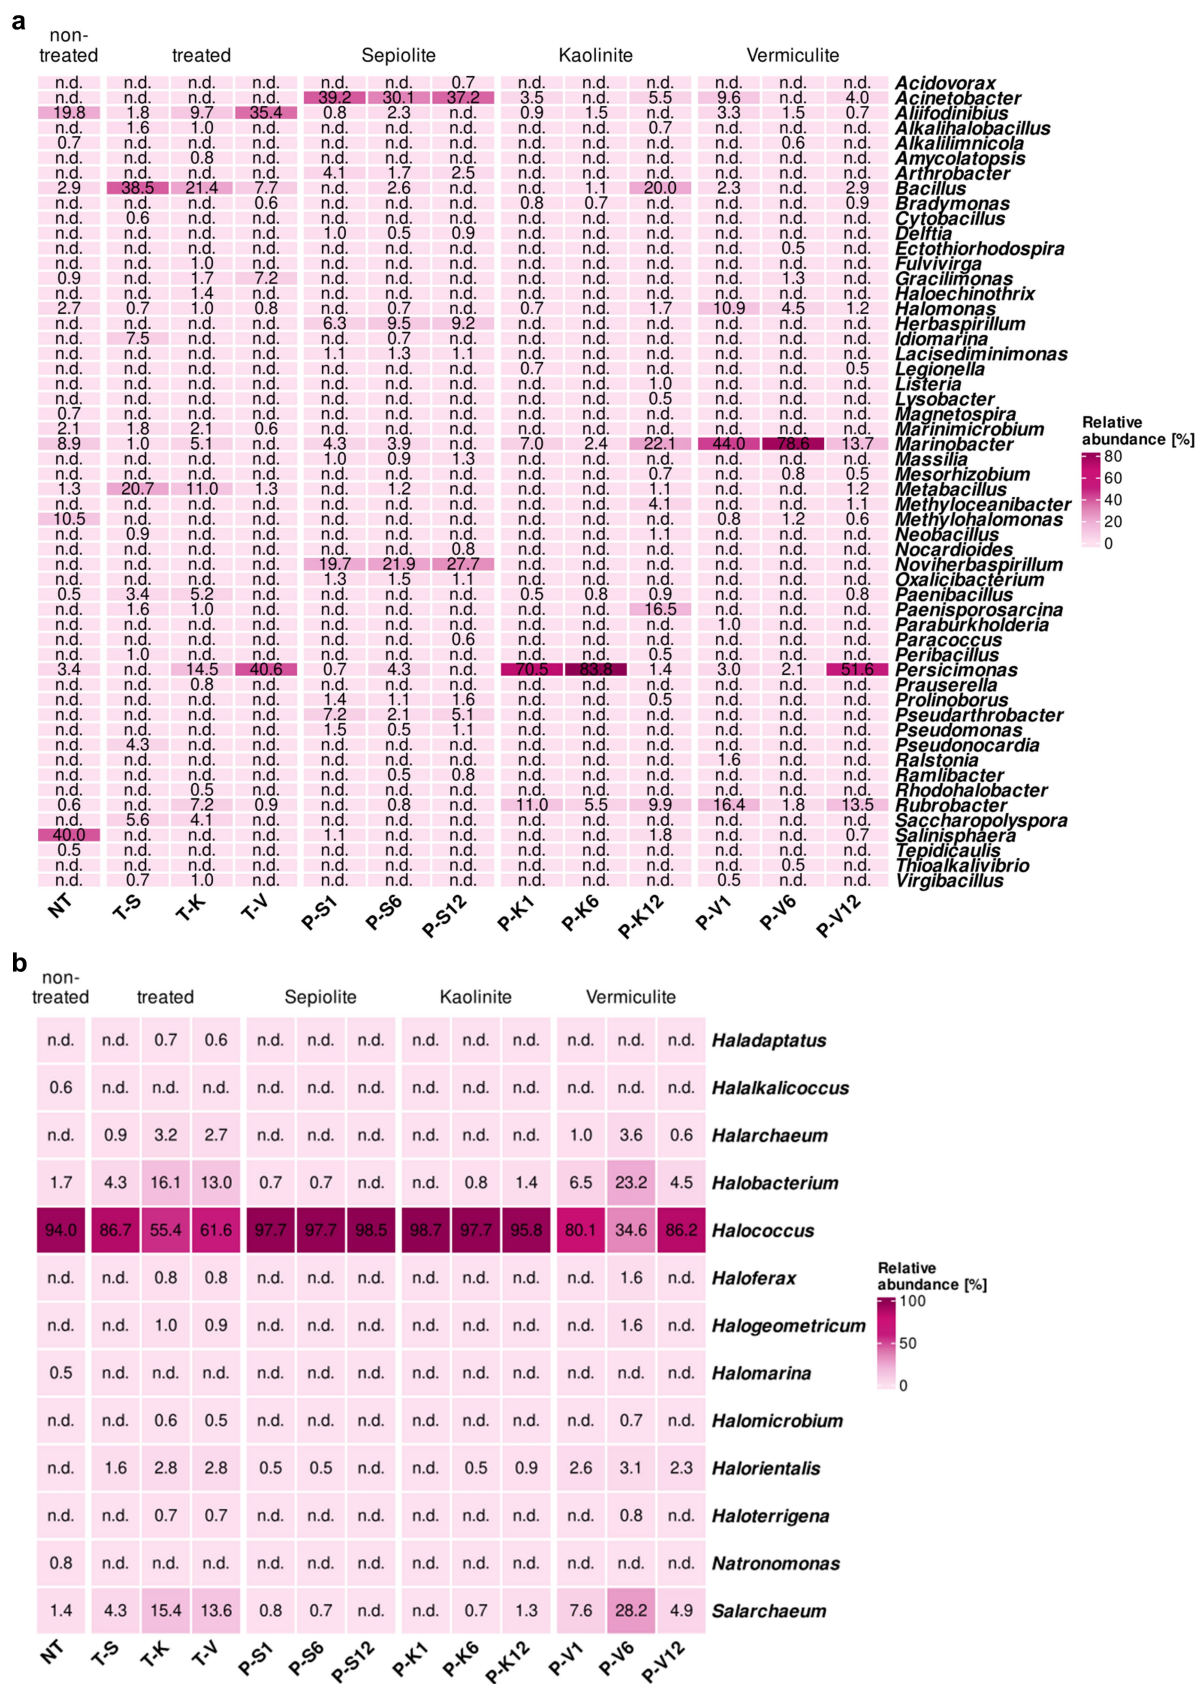 a
non-
treated treated Sepiolite Kaolinite Vermiculite
n.d. n.d. n.d. n.d. n.d. n.d. 0.7 n.d. n.d. n.d. n.d. n.d. n.d. Acidovorax
n.d. n.d. n.d. n.d. 39.2 30.1 37.2 3.5 n.d. 5.5 9.6 n.d. 4.0 Acinetobacter
19.8 1.8 9.7 35.4 0.8 2.3 n.d. 0.9 1.5 n.d. 3.3 1.5 0.7 Aliifodinibius
n.d. 1.6 1.0 n.d. n.d. n.d. n.d. n.d. n.d. 0.7 n.d. n.d. n.d. Alkalihalobacillus
0.7 n.d. n.d. n.d. n.d. n.d. n.d. n.d. n.d. n.d. n.d. 0.6 n.d. Alkalilimnicola
n.d. n.d. 0.8 n.d. n.d. n.d. n.d. n.d. n.d. n.d. n.d. n.d. n.d. Amycolatopsis
n.d. n.d. n.d. n.d. 4.1 1.7 2.5 n.d. n.d. n.d. n.d. n.d. n.d. Arthrobacter
2.9 38.5 21.4 7.7 n.d. 2.6 n.d. n.d. 1.1 20.0 2.3 n.d. 2.9 Bacillus
n.d. n.d. n.d. 0.6 n.d. n.d. n.d. 0.8 0.7 n.d. n.d. n.d. 0.9 Bradymonas
n.d. 0.6 n.d. n.d. n.d. n.d. n.d. n.d. n.d. n.d. n.d. n.d. n.d. Cytobacillus
n.d. n.d. n.d. n.d. 1.0 0.5 0.9 n.d. n.d. n.d. n.d. n.d. n.d. Delftia
n.d. n.d. n.d. n.d. n.d. n.d. n.d. n.d. n.d. n.d. n.d. 0.5 n.d. Ectothiorhodospira
n.d. n.d. 1.0 n.d. n.d. n.d. n.d. n.d. n.d. n.d. n.d. n.d. n.d. Fulvivirga
0.9 n.d. 1.7 7.2 n.d. n.d. n.d. n.d. n.d. n.d. n.d. 1.3 n.d. Gracilimonas
n.d. n.d. 1.4 n.d. n.d. n.d. n.d. n.d. n.d. n.d. n.d. n.d. n.d. Haloechinothrix
2.7 0.7 1.0 0.8 n.d. 0.7 n.d. 0.7 n.d. 1.7 10.9 4.5 1.2 Halomonas
n.d. n.d. n.d. n.d. 6.3 9.5 9.2 n.d. n.d. n.d. n.d. n.d. n.d. Herbaspirillum
n.d. 7.5 n.d. n.d. n.d. 0.7 n.d. n.d. n.d. n.d. n.d. n.d. n.d. Idiomarina
n.d. n.d. n.d. n.d. 1.1 1.3 1.1 n.d. n.d. n.d. n.d. n.d. n.d. Lacisediminimonas
n.d. n.d. n.d. n.d. n.d. n.d. n.d. 0.7 n.d. n.d. n.d. n.d. 0.5 Legionella
n.d. n.d. n.d. n.d. n.d. n.d. n.d. n.d. n.d. 1.0 n.d. n.d. n.d. Listeria
n.d. n.d. n.d. n.d. n.d. n.d. n.d. n.d. n.d. 0.5 n.d. n.d. n.d. Lysobacter
0.7 n.d. n.d. n.d. n.d. n.d. n.d. n.d. n.d. n.d. n.d. n.d. n.d. Magnetospira
2.1 1.8 2.1 0.6 n.d. n.d. n.d. n.d. n.d. n.d. n.d. n.d. n.d. Marinimicrobium
8.9 1.0 5.1 n.d. 4.3 3.9 n.d. 7.0 2.4 22.1 44.0 78.6 13.7 Marinobacter
n.d. n.d. n.d. n.d. 1.0 0.9 1.3 n.d. n.d. n.d. n.d. n.d. n.d. Massilia
n.d. n.d. n.d. n.d. n.d. n.d. n.d. n.d. n.d. 0.7 n.d. 0.8 0.5 Mesorhizobium
1.3 20.7 11.0 1.3 n.d. 1.2 n.d. n.d. n.d. 1.1 n.d. n.d. 1.2 Metabacillus
n.d. n.d. n.d. n.d. n.d. n.d. n.d. n.d. n.d. 4.1 n.d. n.d. 1.1 Methyloceanibacter
10.5 n.d. n.d. n.d. n.d. n.d. n.d. n.d. n.d. n.d. 0.8 1.2 0.6 Methylohalomonas
n.d. 0.9 n.d. n.d. n.d. n.d. n.d. n.d. n.d. 1.1 n.d. n.d. n.d. Neobacillus
n.d. n.d. n.d. n.d. n.d. n.d. 0.8 n.d. n.d. n.d. n.d. n.d. n.d. Nocardioides
n.d. n.d. n.d. n.d. 19.7 21.9 27.7 n.d. n.d. n.d. n.d. n.d. n.d. Noviherbaspirillum
n.d. n.d. n.d. n.d. 1.3 1.5 1.1 n.d. n.d. n.d. n.d. n.d. n.d. Oxalicibacterium
0.5 3.4 5.2 n.d. n.d. n.d. n.d. 0.5 0.8 0.9 n.d. n.d. 0.8 Paenibacillus
n.d. 1.6 1.0 n.d. n.d. n.d. n.d. n.d. n.d. 16.5 n.d. n.d. n.d. Paenisporosarcina
n.d. n.d. n.d. n.d. n.d. n.d. n.d. n.d. n.d. n.d. 1.0 n.d. n.d. Paraburkholderia
n.d. n.d. n.d. n.d. n.d. n.d. 0.6 n.d. n.d. n.d. n.d. n.d. n.d. Paracoccus
n.d. 1.0 n.d. n.d. n.d. n.d. n.d. n.d. n.d. 0.5 n.d. n.d. n.d. Peribacillus
3.4 n.d. 14.5 40.6 0.7 4.3 n.d. 70.5 83.8 1.4 3.0 2.1 51.6 Persicimonas
n.d. n.d. 0.8 n.d. n.d. n.d. n.d. n.d. n.d. n.d. n.d. n.d. n.d. Prauserella
n.d. n.d. n.d. n.d. 1.4 1.1 1.6 n.d. n.d. 0.5 n.d. n.d. n.d. Prolinoborus
n.d. n.d. n.d. n.d. 7.2 2.1 5.1 n.d. n.d. n.d. n.d. n.d. n.d. Pseudarthrobacter
n.d. n.d. n.d. n.d. 1.5 0.5 1.1 n.d. n.d. n.d. n.d. n.d. n.d. Pseudomonas
n.d. 4.3 n.d. n.d. n.d. n.d. n.d. n.d. n.d. n.d. n.d. n.d. n.d. Pseudonocardia
n.d. n.d. n.d. n.d. n.d. n.d. n.d. n.d. n.d. n.d. 1.6 n.d. n.d. Ralstonia
n.d. n.d. n.d. n.d. n.d. 0.5 0.8 n.d. n.d. n.d. n.d. n.d. n.d. Ramlibacter
n.d. n.d. 0.5 n.d. n.d. n.d. n.d. n.d. n.d. n.d. n.d. n.d. n.d. Rhodohalobacter
0.6 n.d. 7.2 0.9 n.d. 0.8 n.d. 11.0 5.5 9.9 16.4 1.8 13.5 Rubrobacter
n.d. 5.6 4.1 n.d. n.d. n.d. n.d. n.d. n.d. n.d. n.d. n.d. n.d. Saccharopolyspora
40.0 n.d. n.d. n.d. 1.1 n.d. n.d. n.d. n.d. 1.8 n.d. n.d. 0.7 Salinisphaera
0.5 n.d. n.d. n.d. n.d. n.d. n.d. n.d. n.d. n.d. n.d. n.d. n.d. Tepidicaulis
n.d. n.d. n.d. n.d. n.d. n.d. n.d. n.d. n.d. n.d. n.d. 0.5 n.d. Thioalkalivibrio
n.d. 0.7 1.0 n.d. n.d. n.d. n.d. n.d. n.d. n.d. 0.5 n.d. n.d. Virgibacillus
NT T-S T-K T-V P-S1 P-S6 P-S12 P-K1 P-K6 P-K12 P-V1 P-V6 P-V12
Relative
abundance [%]
80
60
40
20
0
b
non-
treated treated Sepiolite Kaolinite Vermiculite
n.d. n.d. 0.7 0.6 n.d. n.d. n.d. n.d. n.d. n.d. n.d. n.d. n.d. Haladaptatus
0.6 n.d. n.d. n.d. n.d. n.d. n.d. n.d. n.d. n.d. n.d. n.d. n.d. Halalkalicoccus
n.d. 0.9 3.2 2.7 n.d. n.d. n.d. n.d. n.d. n.d. 1.0 3.6 0.6 Halarchaeum
1.7 4.3 16.1 13.0 0.7 0.7 n.d. n.d. 0.8 1.4 6.5 23.2 4.5 Halobacterium
94.0 86.7 55.4 61.6 97.7 97.7 98.5 98.7 97.7 95.8 80.1 34.6 86.2 Halococcus
n.d. n.d. 0.8 0.8 n.d. n.d. n.d. n.d. n.d. n.d. n.d. 1.6 n.d. Haloferax
n.d. n.d. 1.0 0.9 n.d. n.d. n.d. n.d. n.d. n.d. n.d. 1.6 n.d. Halogeometricum
0.5 n.d. n.d. n.d. n.d. n.d. n.d. n.d. n.d. n.d. n.d. n.d. n.d. Halomarina
n.d. n.d. 0.6 0.5 n.d. n.d. n.d. n.d. n.d. n.d. n.d. 0.7 n.d. Halomicrobium
n.d. 1.6 2.8 2.8 0.5 0.5 n.d. n.d. 0.5 0.9 2.6 3.1 2.3 Halorientalis
n.d. n.d. 0.7 0.7 n.d. n.d. n.d. n.d. n.d. n.d. n.d. 0.8 n.d. Haloterrigena
0.8 n.d. n.d. n.d. n.d. n.d. n.d. n.d. n.d. n.d. n.d. n.d. n.d. Natronomonas
1.4 4.3 15.4 13.6 0.8 0.7 n.d. n.d. 0.7 1.3 7.6 28.2 4.9 Salarchaeum
NT T-S T-K T-V P-S1 P-S6 P-S12 P-K1 P-K6 P-K12 P-V1 P-V6 P-V12
Relative
abundance [%]
100
50
0